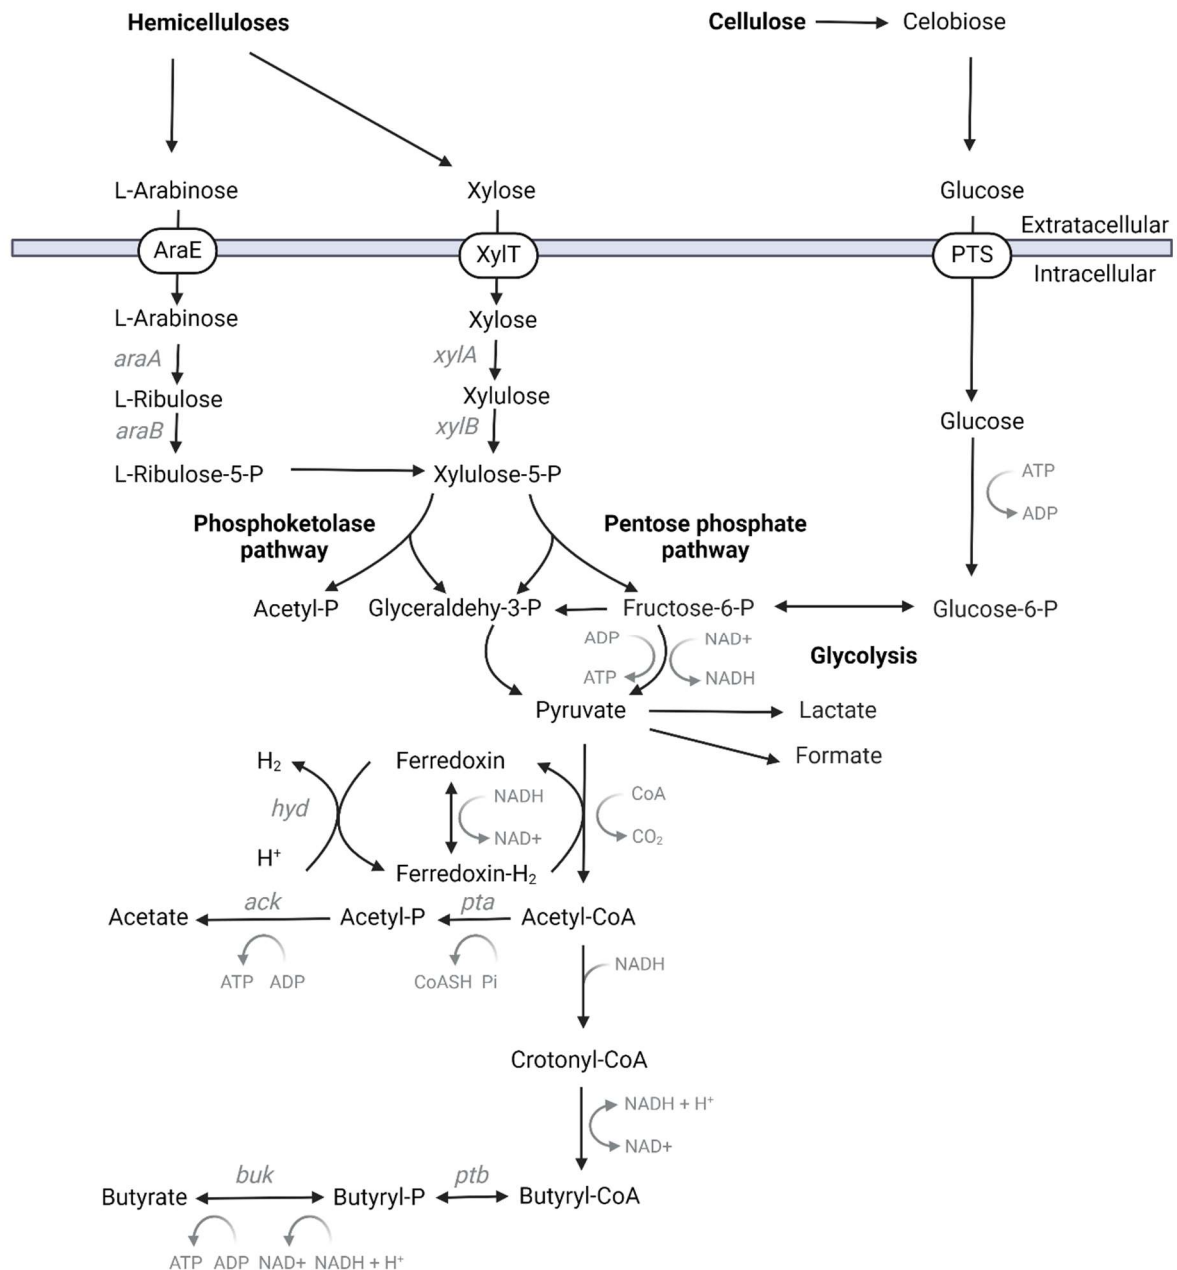 Hemicelluloses
Cellulose
Celobiose
L-Arabinose
Xylose
Glucose
Extratacellular
AraE
XylT
PTS
Intracellular
L-Arabinose
Xylose
araA
xylA
L-Ribulose
Xylulose
Glucose
araB
xylB
L-Ribulose-5-P
Xylulose-5-P
ATP
ADP
Phosphoketolase
pathway
Pentose phosphate
pathway
Acetyl-P
Glyceraldehy-3-P
Fructose-6-P
Glucose-6-P
ADP
NAD+
ATP
NADH
Glycolysis
Pyruvate
Lactate
Formate
H2
Ferredoxin
hyd
NADH
NAD+
CoA
CO2
H+
Ferredoxin-H2
Acetate
ack
Acetyl-P
pta
Acetyl-CoA
ATP ADP
CoASH Pi
NADH
Crotonyl-CoA
NADH + H+
NAD+
Butyrate
buk
Butyryl-P
ptb
Butyryl-CoA
ATP ADP NAD+ NADH + H+